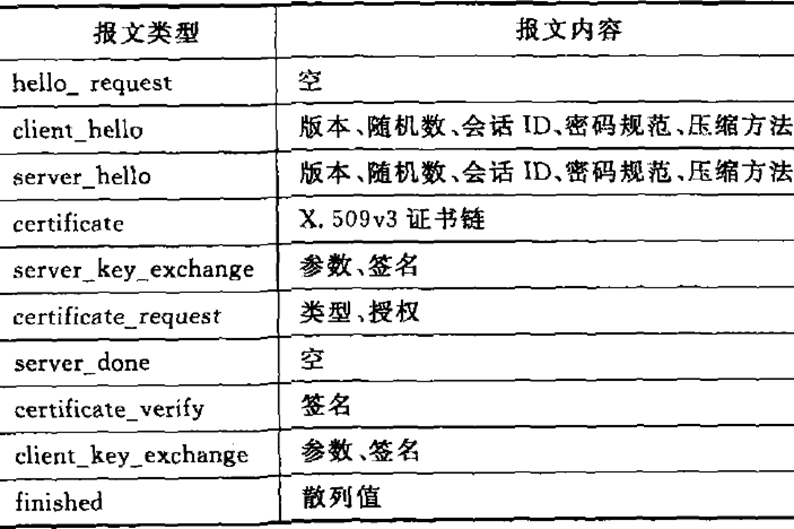 报文类型 报文内容
hello_ request 空
client_hello 版本、随机数、会话 ID、密码规范、压缩方法
server_hello 版本、随机数、会话 ID、密码规范、压缩方法
certificate X. 509v3 证书链
server_key_exchange 参数、签名
certificate_request 类型、授权
server_done 空
certificate_verify 签名
client_key_exchange 参数、签名
finished 散列值